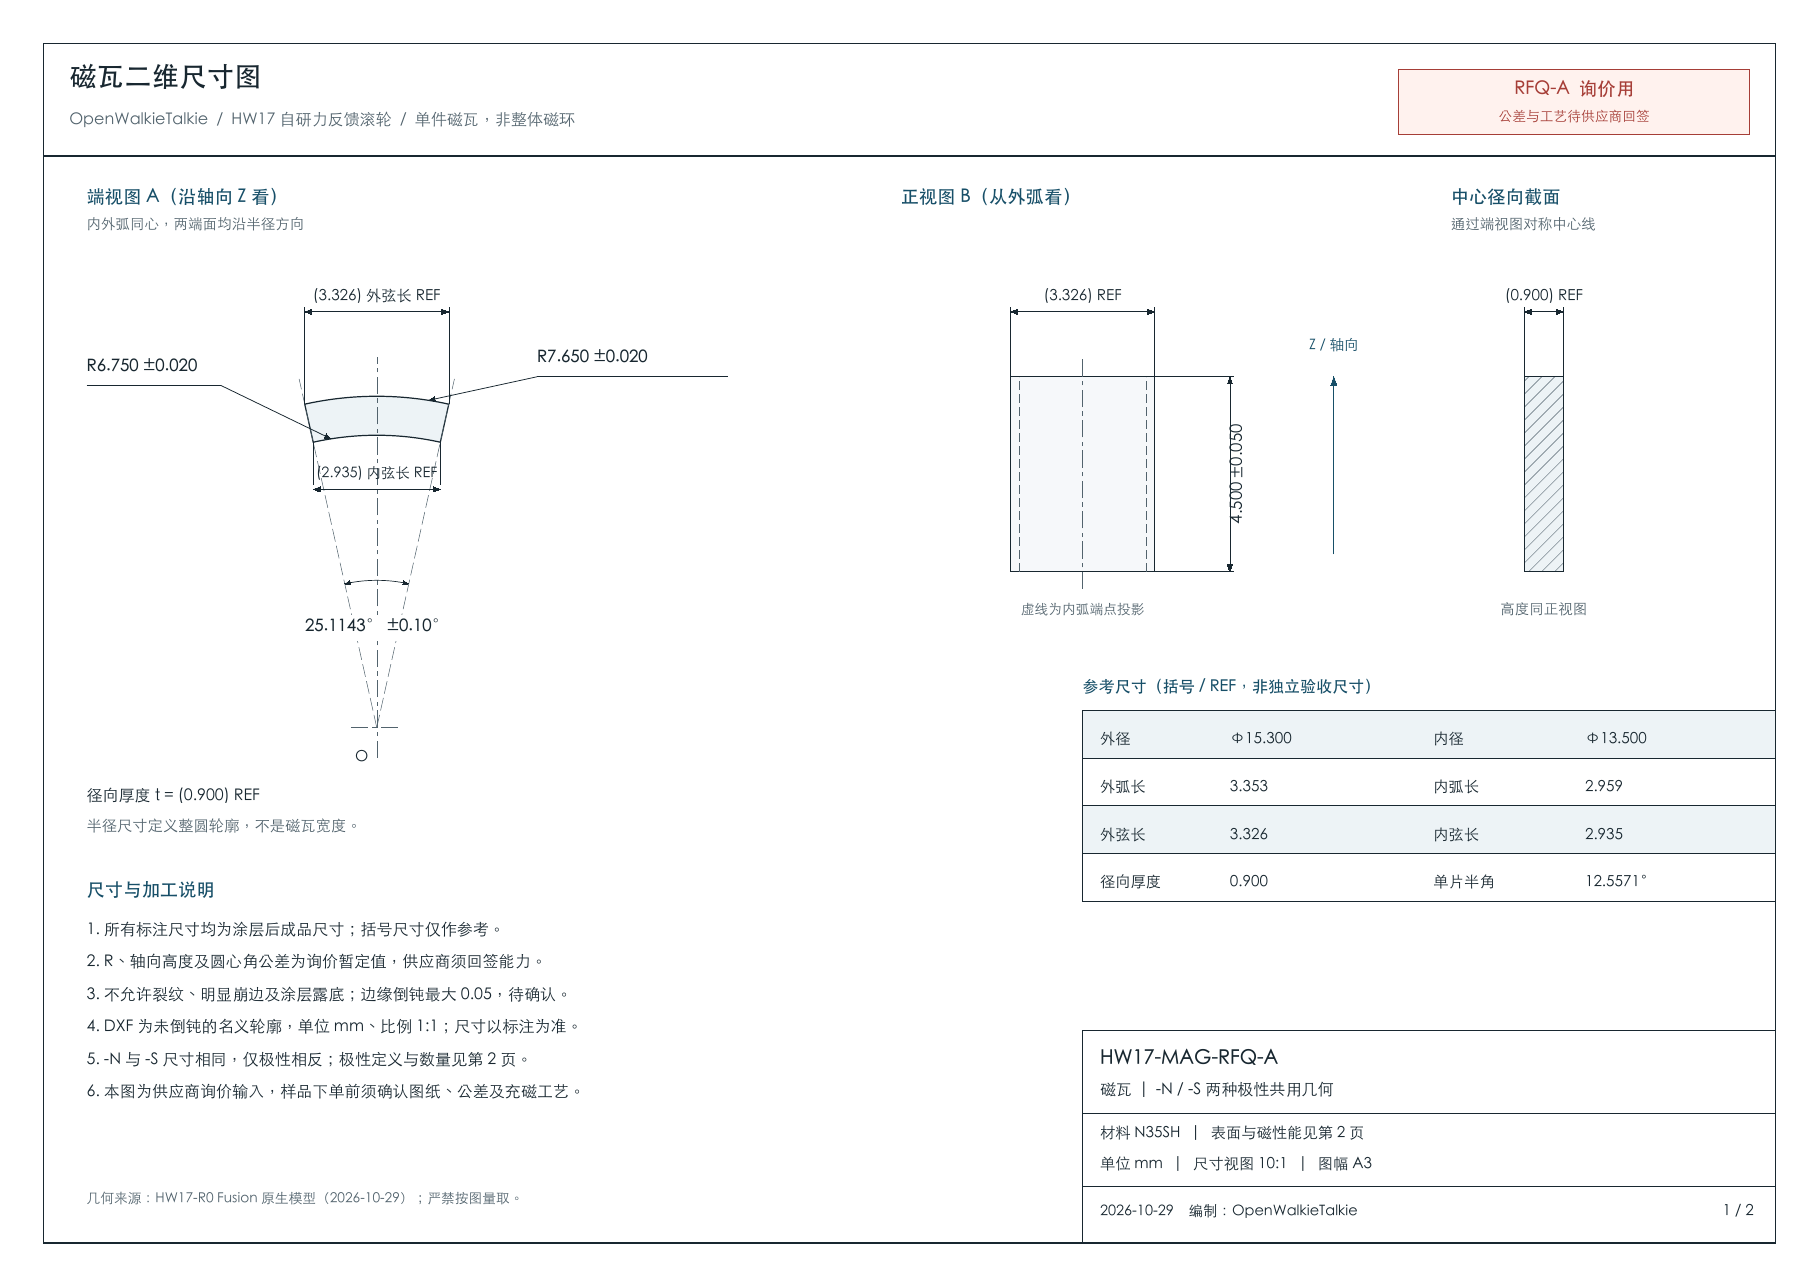 磁瓦二维尺寸图
OpenWalkieTalkie / HW17 自研力反馈滚轮 / 单件磁瓦，非整体磁环
RFQ-A 询价用
公差与工艺待供应商回签
端视图 A（沿轴向 Z 看）
内外弧同心，两端面均沿半径方向
正视图 B（从外弧看）
中心径向截面
通过端视图对称中心线
(3.326) 外弦长 REF
R6.750 ±0.020
R7.650 ±0.020
(2.935) 内弦长 REF
25.1143° ±0.10°
O
(3.326) REF
4.500 ±0.050
Z / 轴向
虚线为内弧端点投影
(0.900) REF
高度同正视图
径向厚度 t = (0.900) REF
半径尺寸定义整圆轮廓，不是磁瓦宽度。
参考尺寸（括号 / REF，非独立验收尺寸）
外径 Φ15.300 内径 Φ13.500
外弧长 3.353 内弧长 2.959
外弦长 3.326 内弦长 2.935
径向厚度 0.900 单片半角 12.5571°
尺寸与加工说明
1. 所有标注尺寸均为涂层后成品尺寸；括号尺寸仅作参考。
2. R、轴向高度及圆心角公差为询价暂定值，供应商须回签能力。
3. 不允许裂纹、明显崩边及涂层露底；边缘倒钝最大 0.05，待确认。
4. DXF 为未倒钝的名义轮廓，单位 mm、比例 1:1；尺寸以标注为准。
5. -N 与 -S 尺寸相同，仅极性相反；极性定义与数量见第 2 页。
6. 本图为供应商询价输入，样品下单前须确认图纸、公差及充磁工艺。
几何来源：HW17-R0 Fusion 原生模型（2026-10-29）；严禁按图量取。
HW17-MAG-RFQ-A
磁瓦 | -N / -S 两种极性共用几何
材料 N35SH | 表面与磁性能见第 2 页
单位 mm | 尺寸视图 10:1 | 图幅 A3
2026-10-29 编制：OpenWalkieTalkie 1 / 2